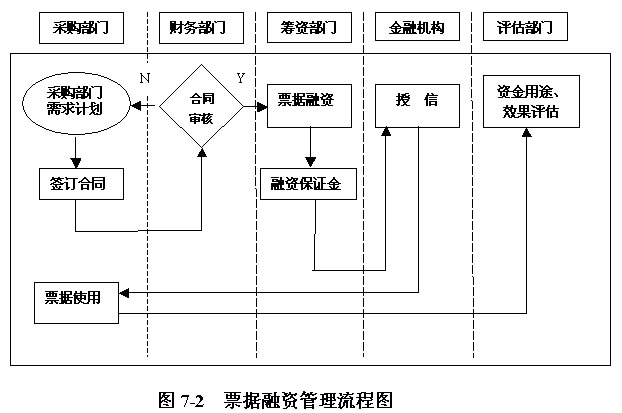 采购部门
财务部门
筹资部门
金融机构
评估部门
采购部门
需求计划
N
合同
审核
Y
票据融资
授 信
资金用途、
效果评估
签订合同
融资保证金
票据使用
图 7-2 票据融资管理流程图